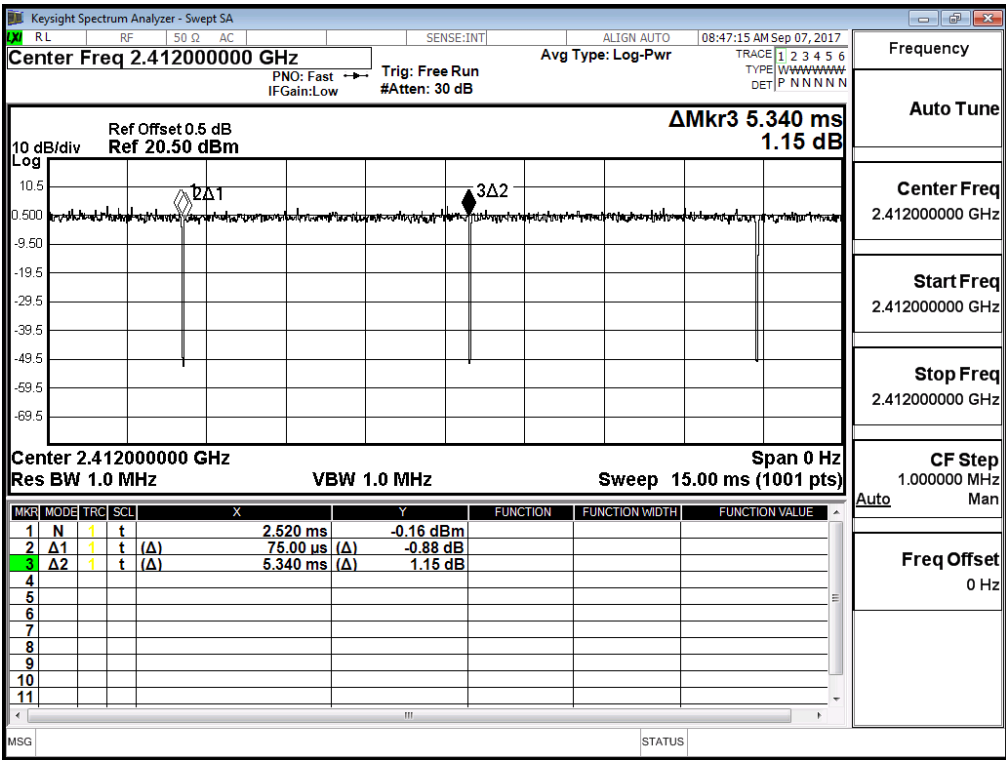 Keysight Spectrum Analyzer - Swept SA
LXI RL RF 50 Ω AC SENSE:INT ALIGN AUTO 08:47:15 AM Sep 07, 2017
Center Freq 2.412000000 GHz
PNO: Fast
IFGain:Low
Trig: Free Run
#Atten: 30 dB
Avg Type: Log-Pwr
TRACE 1 2 3 4 5 6
TYPE WWWWWW
DET P N N N N N
Ref Offset 0.5 dB
10 dB/div Ref 20.50 dBm
Log
ΔMkr3 5.340 ms
1.15 dB
10.5
0.500
-9.50
-19.5
-29.5
-39.5
-49.5
-59.5
-69.5
2Δ1
3Δ2
Center 2.412000000 GHz Span 0 Hz
Res BW 1.0 MHz VBW 1.0 MHz Sweep 15.00 ms (1001 pts)
MKR MODE TRC SCL X Y FUNCTION FUNCTION WIDTH FUNCTION VALUE
1 N 1 t 2.520 ms -0.16 dBm
2 Δ1 1 t (Δ) 75.00 µs (Δ) -0.88 dB
3 Δ2 1 t (Δ) 5.340 ms (Δ) 1.15 dB
4
5
6
7
8
9
10
11
MSG STATUS
Frequency
Auto Tune
Center Freq
2.412000000 GHz
Start Freq
2.412000000 GHz
Stop Freq
2.412000000 GHz
CF Step
1.000000 MHz
Auto Man
Freq Offset
0 Hz